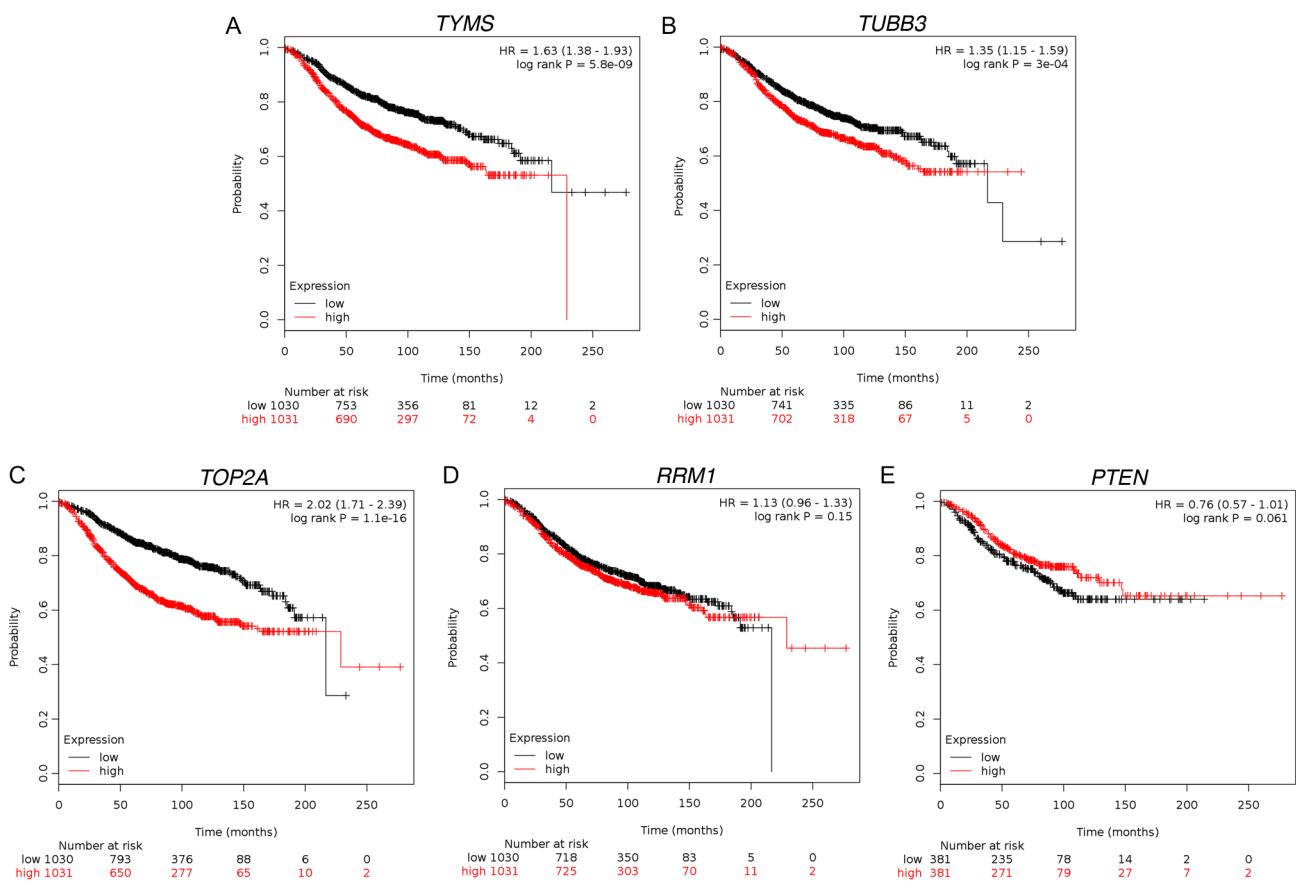 A
TYMS
HR = 1.63 (1.38 - 1.93)
log rank P = 5.8e-09
Probability
1.0
0.8
0.6
0.4
0.2
0.0
Expression
low
high
0 50 100 150 200 250
Time (months)
Number at risk
low 1030 753 356 81 12 2
high 1031 690 297 72 4 0
B
TUBB3
HR = 1.35 (1.15 - 1.59)
log rank P = 3e-04
Probability
1.0
0.8
0.6
0.4
0.2
0.0
Expression
low
high
0 50 100 150 200 250
Time (months)
Number at risk
low 1030 741 335 86 11 2
high 1031 702 318 67 5 0
C
TOP2A
HR = 2.02 (1.71 - 2.39)
log rank P = 1.1e-16
Probability
1.0
0.8
0.6
0.4
0.2
0.0
Expression
low
high
0 50 100 150 200 250
Time (months)
Number at risk
low 1030 793 376 88 6 0
high 1031 650 277 65 10 2
D
RRM1
HR = 1.13 (0.96 - 1.33)
log rank P = 0.15
Probability
1.0
0.8
0.6
0.4
0.2
0.0
Expression
low
high
0 50 100 150 200 250
Time (months)
Number at risk
low 1030 718 350 83 5 0
high 1031 725 303 70 11 2
E
PTEN
HR = 0.76 (0.57 - 1.01)
log rank P = 0.061
Probability
1.0
0.8
0.6
0.4
0.2
0.0
Expression
low
high
0 50 100 150 200 250
Time (months)
Number at risk
low 381 235 78 14 2 0
high 381 271 79 27 7 2